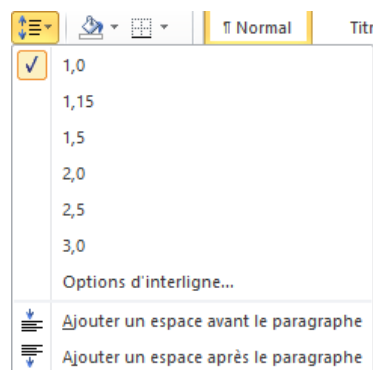 ¶ Normal Titr
1,0
1,15
1,5
2,0
2,5
3,0
Options d'interligne...
Ajouter un espace avant le paragraphe
Ajouter un espace après le paragraphe